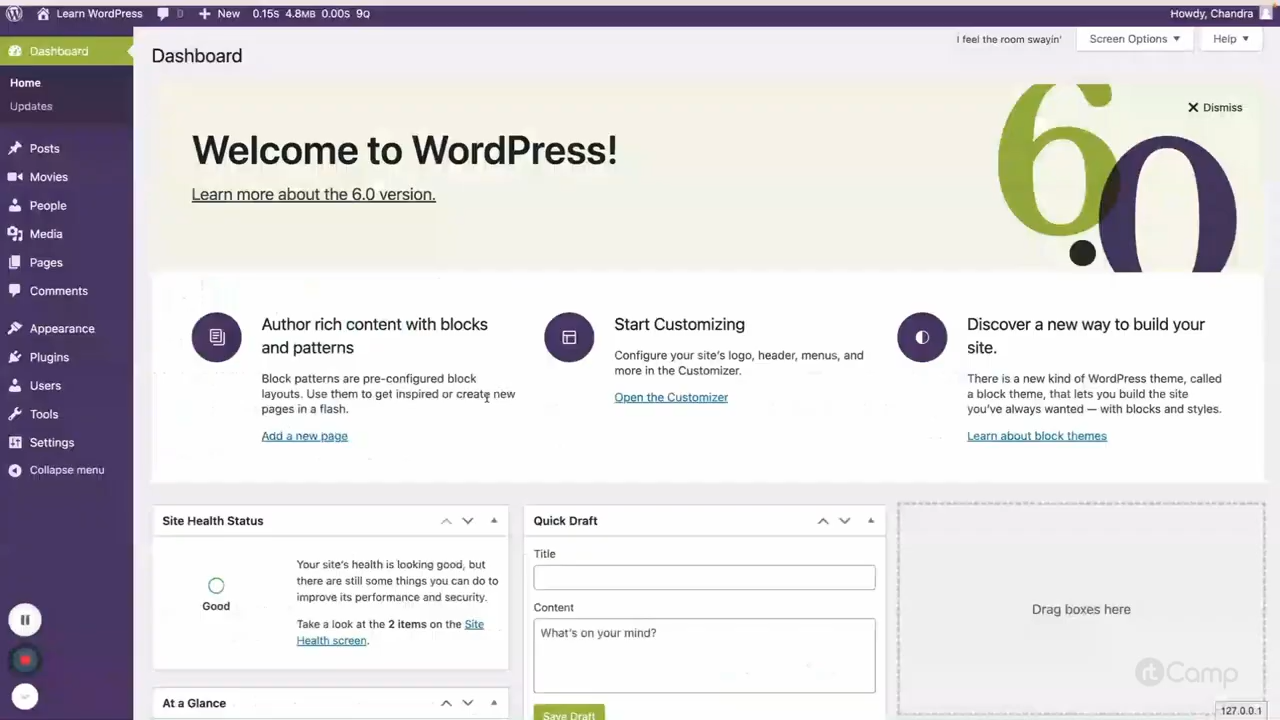 Learn WordPress
0
New
0.15s 4.8MB 0.00s 9Q
Howdy, Chandra
Dashboard
Home
Updates
Posts
Movies
People
Media
Pages
Comments
Appearance
Plugins
Users
Tools
Settings
Collapse menu
Dashboard
I feel the room swayin'
Screen Options
Help
Welcome to WordPress!
Learn more about the 6.0 version.
6.0
Dismiss
Author rich content with blocks
and patterns
Block patterns are pre-configured block
layouts. Use them to get inspired or create new
pages in a flash.
Add a new page
Start Customizing
Configure your site's logo, header, menus, and
more in the Customizer.
Open the Customizer
Discover a new way to build your
site.
There is a new kind of WordPress theme, called
a block theme, that lets you build the site
you've always wanted — with blocks and styles.
Learn about block themes
Site Health Status
Good
Your site's health is looking good, but
there are still some things you can do to
improve its performance and security.
Take a look at the 2 items on the Site
Health screen.
At a Glance
Quick Draft
Title
Content
What's on your mind?
Save Draft
Drag boxes here
rtCamp
127.0.0.1